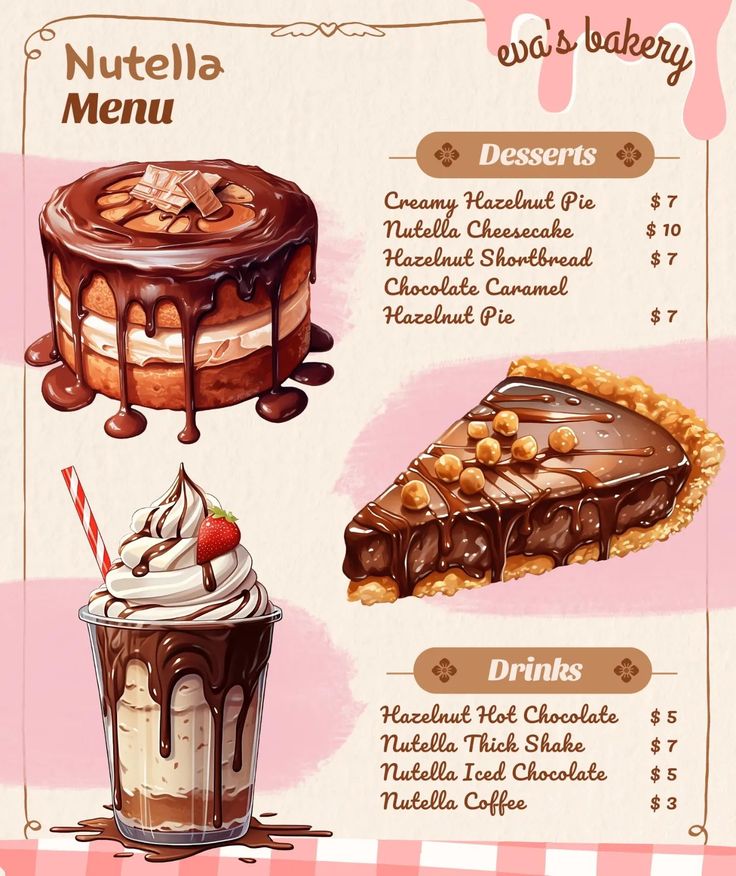 eva's bakery
Nutella
Menu
Desserts
Creamy Hazelnut Pie $ 7
Nutella Cheesecake $ 10
Hazelnut Shortbread $ 7
Chocolate Caramel
Hazelnut Pie $ 7
Drinks
Hazelnut Hot Chocolate $ 5
Nutella Thick Shake $ 7
Nutella Iced Chocolate $ 5
Nutella Coffee $ 3